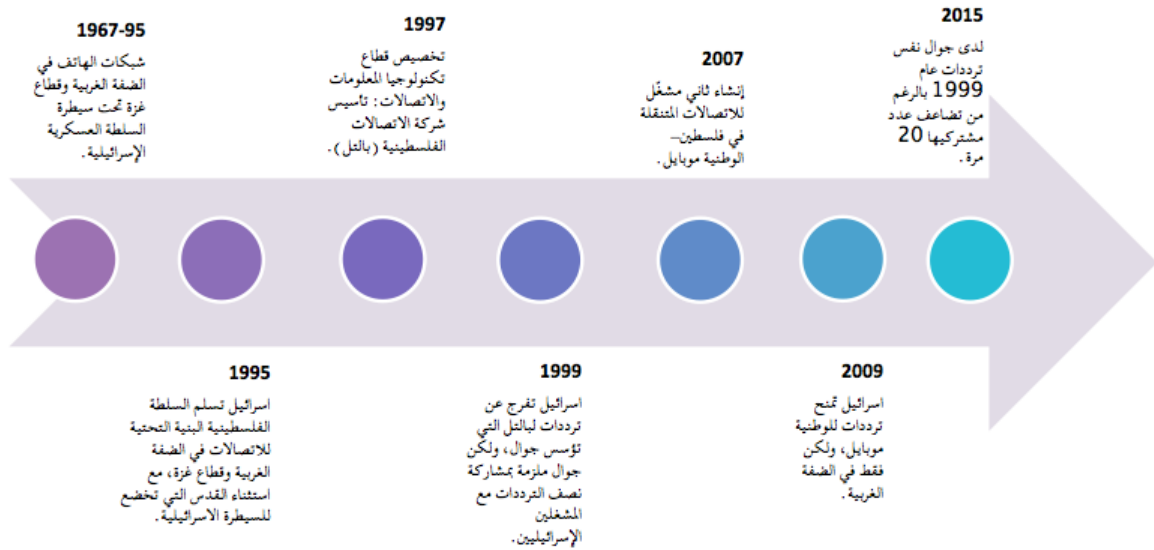 1967-95
شبكات الهاتف في
الضفة الغربية وقطاع
غزة تحت سيطرة
السلطة العسكرية
الإسرائيلية.
1995
اسرائيل تسلم السلطة
الفلسطينية البنية التحتية
للاتصالات في الضفة
الغربية وقطاع غزة، مع
استثناء القدس التي تخضع
للسيطرة الاسرائيلية.
1997
تخصيص قطاع
تكنولوجيا المعلومات
والاتصالات: تأسيس
شركة الاتصالات
الفلسطينية (بالتل).
1999
اسرائيل تفرج عن
ترددات لبالتل التي
تؤسس جوال، ولكن
جوال ملزمة بمشاركة
نصف الترددات مع
المشغلين
الإسرائيليين.
2007
إنشاء ثاني مشغّل
للاتصالات المتنقلة
في فلسطين–
الوطنية موبايل.
2009
اسرائيل تمنح
ترددات للوطنية
موبايل، ولكن
فقط في الضفة
الغربية.
2015
لدى جوال نفس
ترددات عام
1999 بالرغم
من تضاعف عدد
مشتركيها 20
مرة.